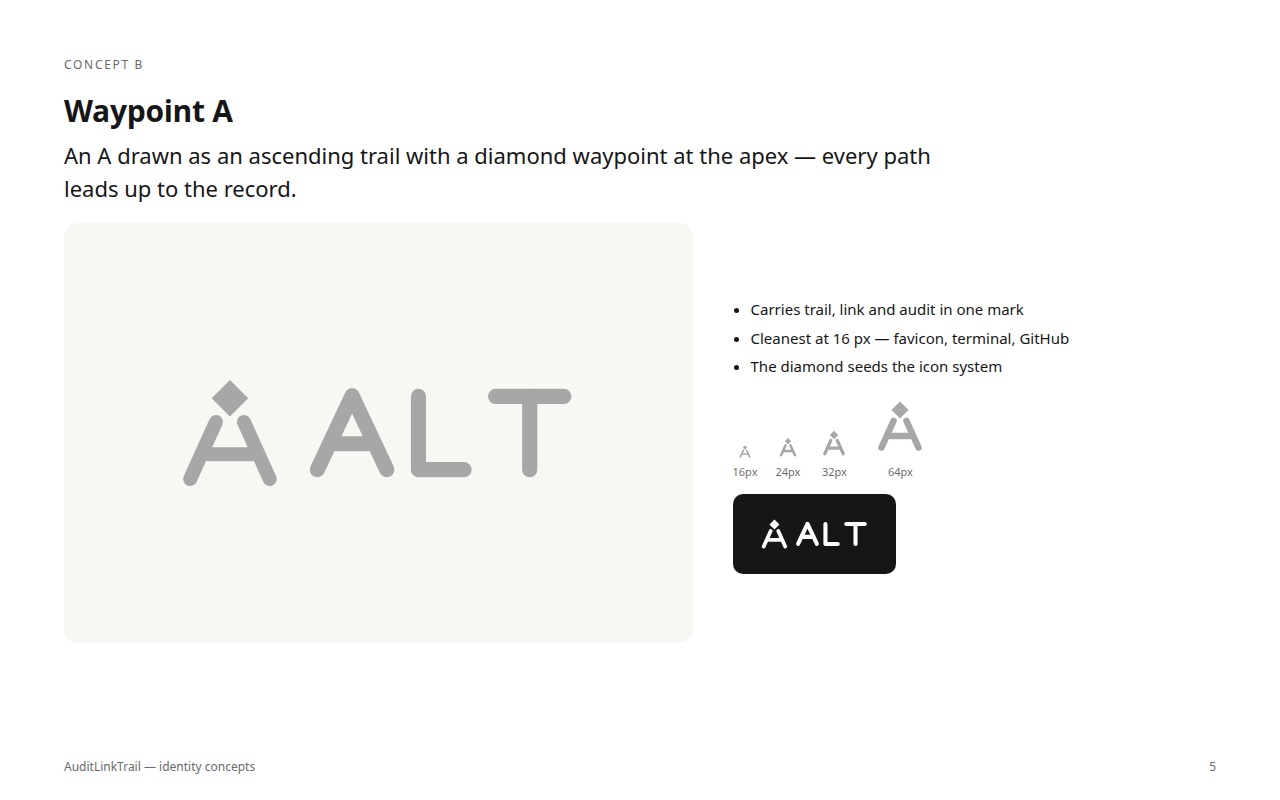 CONCEPT B
Waypoint A
An A drawn as an ascending trail with a diamond waypoint at the apex — every path
leads up to the record.
ALT
• Carries trail, link and audit in one mark
• Cleanest at 16 px — favicon, terminal, GitHub
• The diamond seeds the icon system
16px 24px 32px 64px
ALT
AuditLinkTrail — identity concepts 5